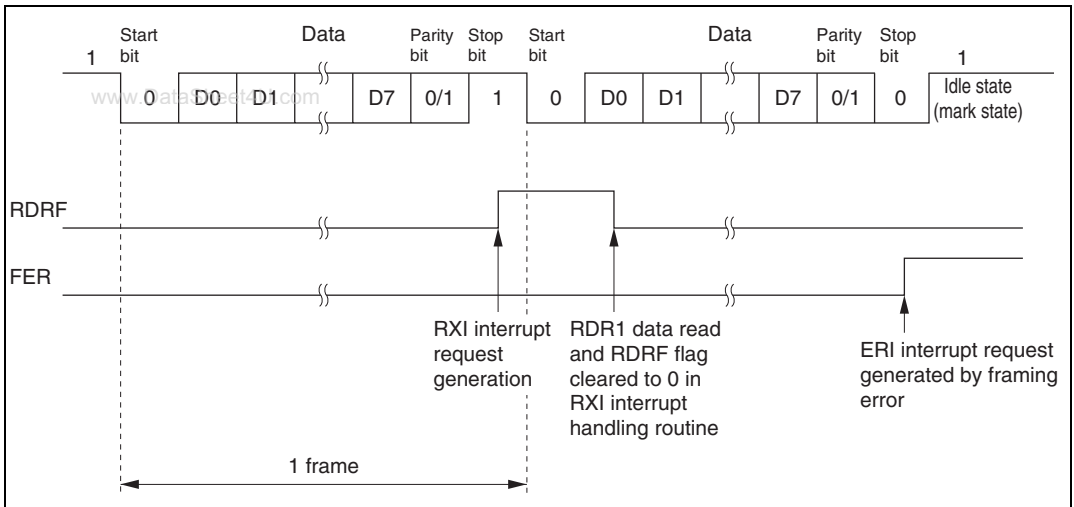 Start bit Data Parity bit Stop bit Start bit Data Parity bit Stop bit
1 1
www.DataSheet4U.com
0 D0 D1 D7 0/1 1 0 D0 D1 D7 0/1 0 Idle state (mark state)
RDRF
FER
RXI interrupt
request
generation
RDR1 data read
and RDRF flag
cleared to 0 in
RXI interrupt
handling routine
ERI interrupt request
generated by framing
error
1 frame